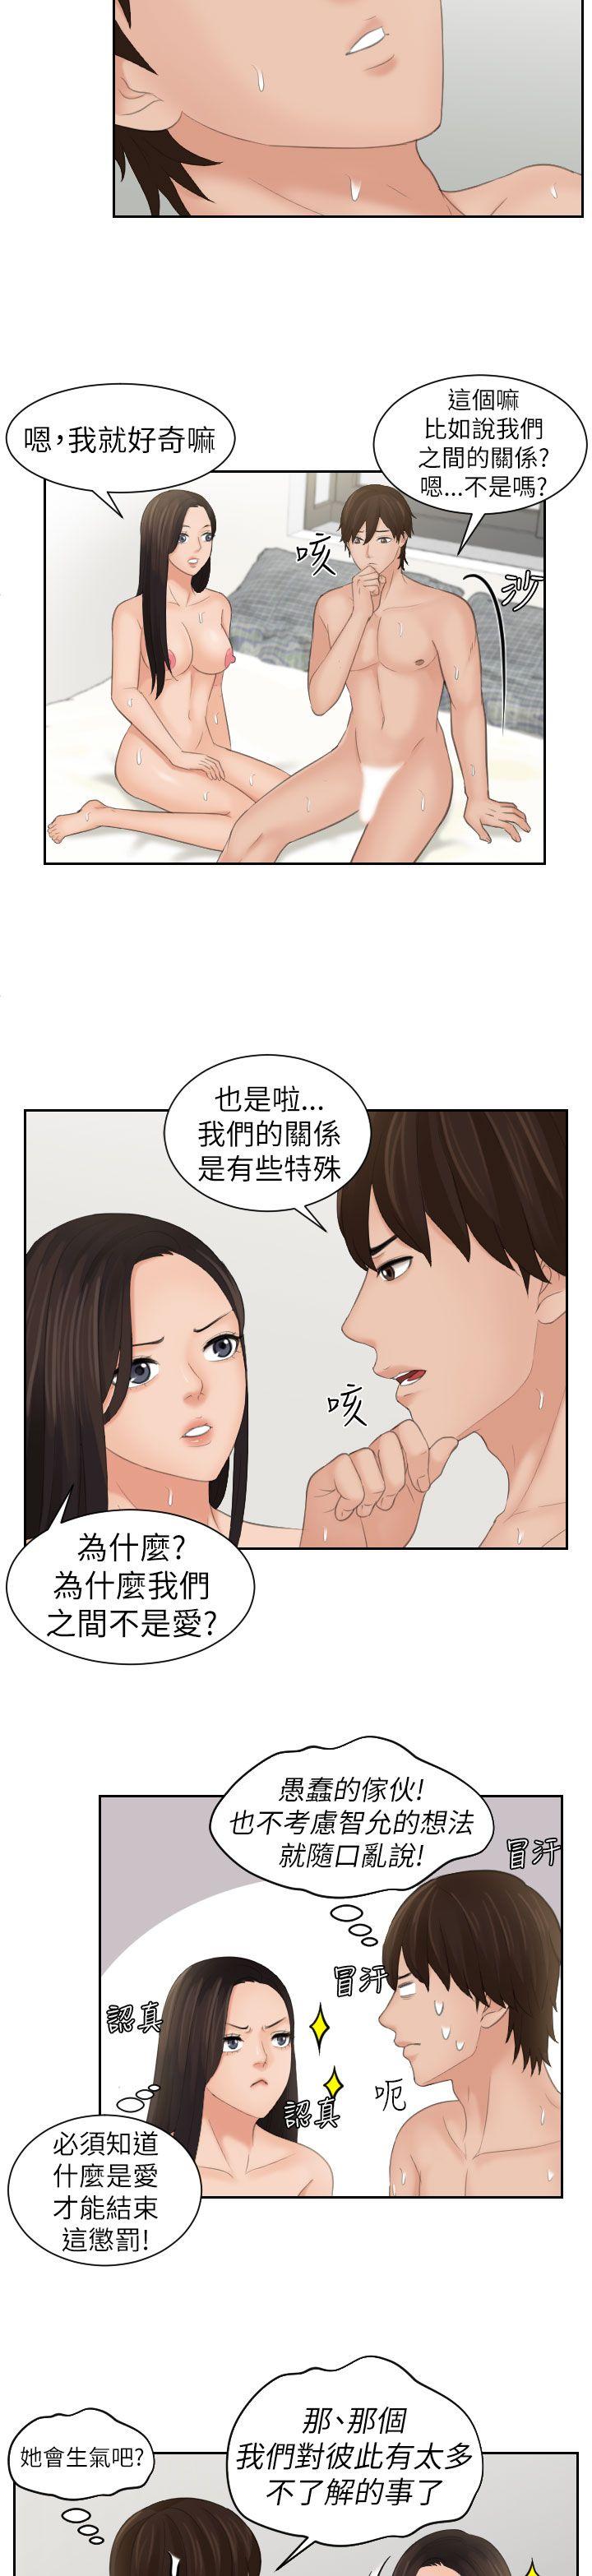 嗯，我就好奇嘛
這個嘛
比如說我們
之間的關係?
嗯…不是嗎?
咳
沙
也是啦…
我們的關係
是有些特殊
咳
為什麼?
為什麼我們
之間不是愛?
愚蠢的傢伙!
也不考慮智允的想法
就隨口亂說!
冒汗
冒汗
認真
認真
呃
必須知道
什麼是愛
才能結束
這懲罰!
那、那個
我們對彼此有太多
不了解的事了
她會生氣吧?